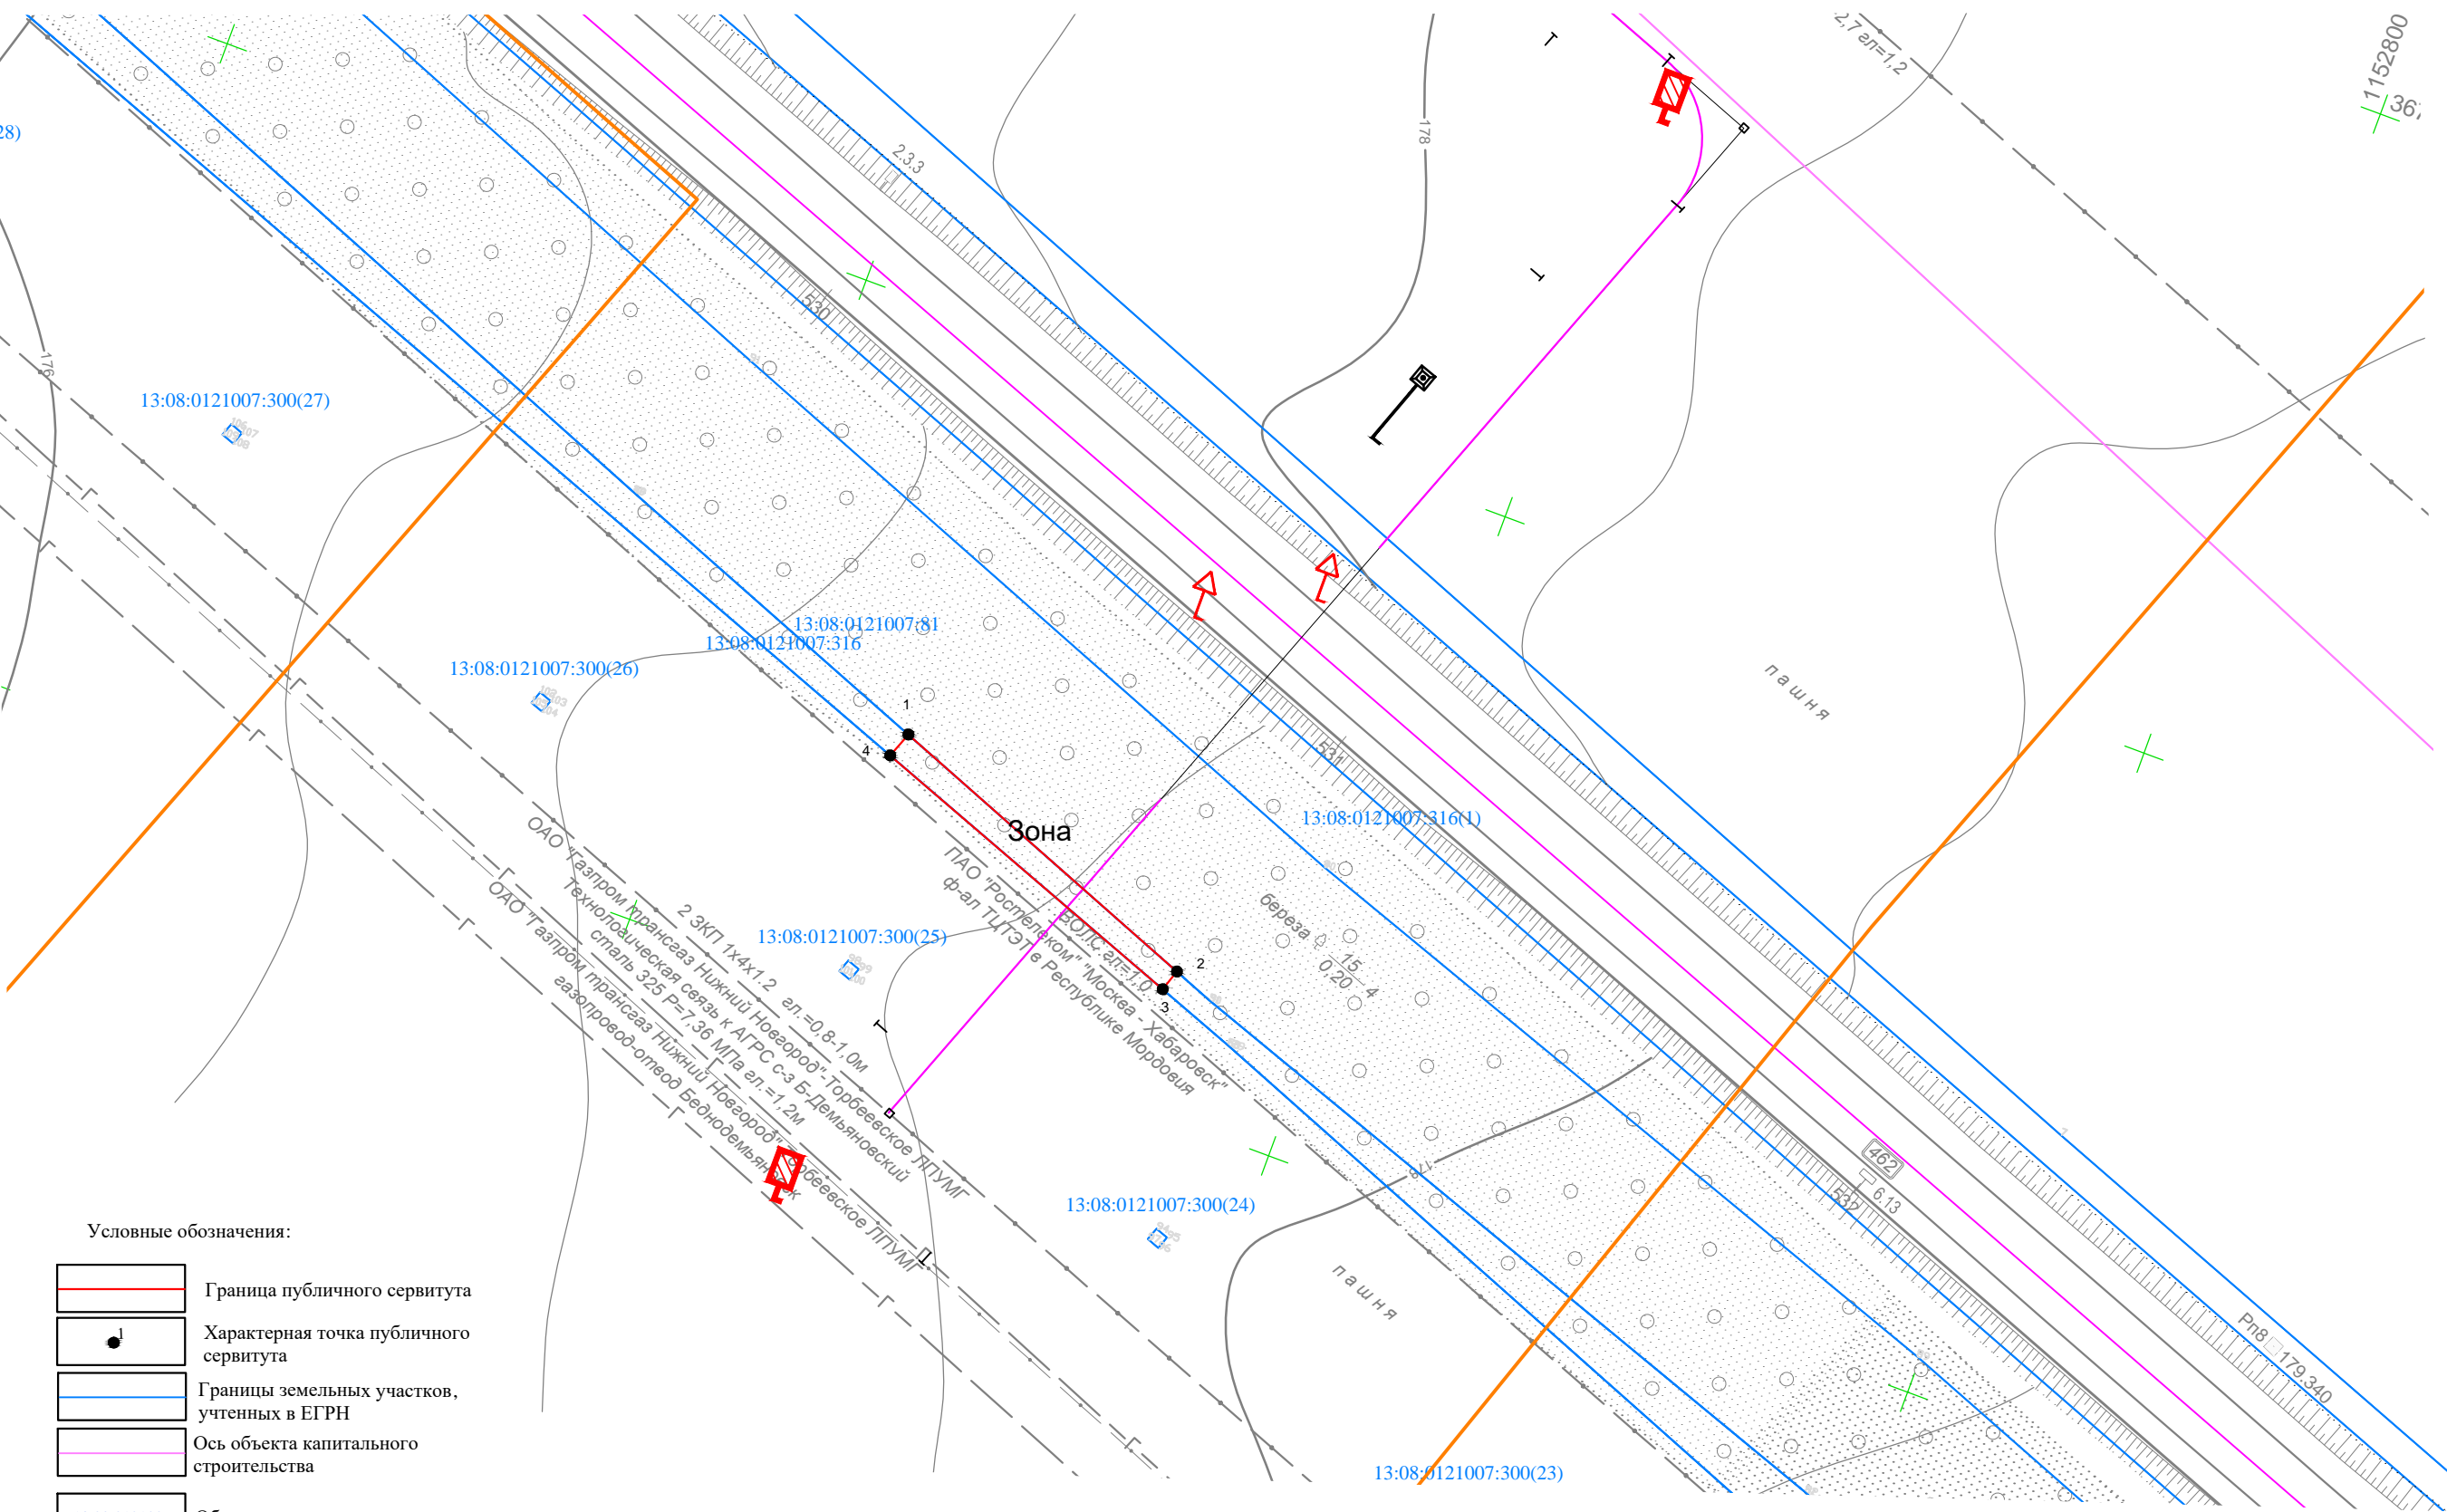 28)
2,7 гл=1,2
1152800
2.3.3
178
176
530
13:08:0121007:300(27)
13:08:0121007:81
13:08:0121007:316
13:08:0121007:300(26)
пашня
1
4
531
Зона
13:08:0121007:316(1)
13:08:0121007:300(25)
2
3
береза
15
0,20
4
ВОЛС гл=1,0
ПАО "Ростелеком" "Москва - Хабаровск"
ф-ал ТЦТЭТ в Республике Мордовия
2 ЗКП 1х4х1.2 гл.=0,8-1,0м
ОАО "Газпром трансгаз Нижний Новгород"-Торбеевское ЛПУМГ
Технологическая связь к АГРС с-з Б-Демьяновский
сталь 325 Р=7,36 МПа гл.=1,2м
ОАО "Газпром трансгаз Нижний Новгород"-Торбеевское ЛПУМГ
газопровод-отвод Беднодемьяновск
462
6.13
532
178
13:08:0121007:300(24)
пашня
Рп8
179.340
13:08:0121007:300(23)
Условные обозначения:
Граница публичного сервитута
1
Характерная точка публичного
сервитута
Границы земельных участков,
учтенных в ЕГРН
Ось объекта капитального
строительства